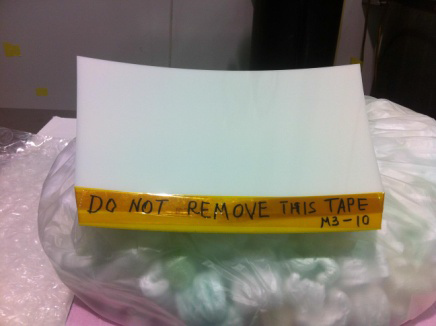 DO NOT REMOVE THIS TAPE
M3-10